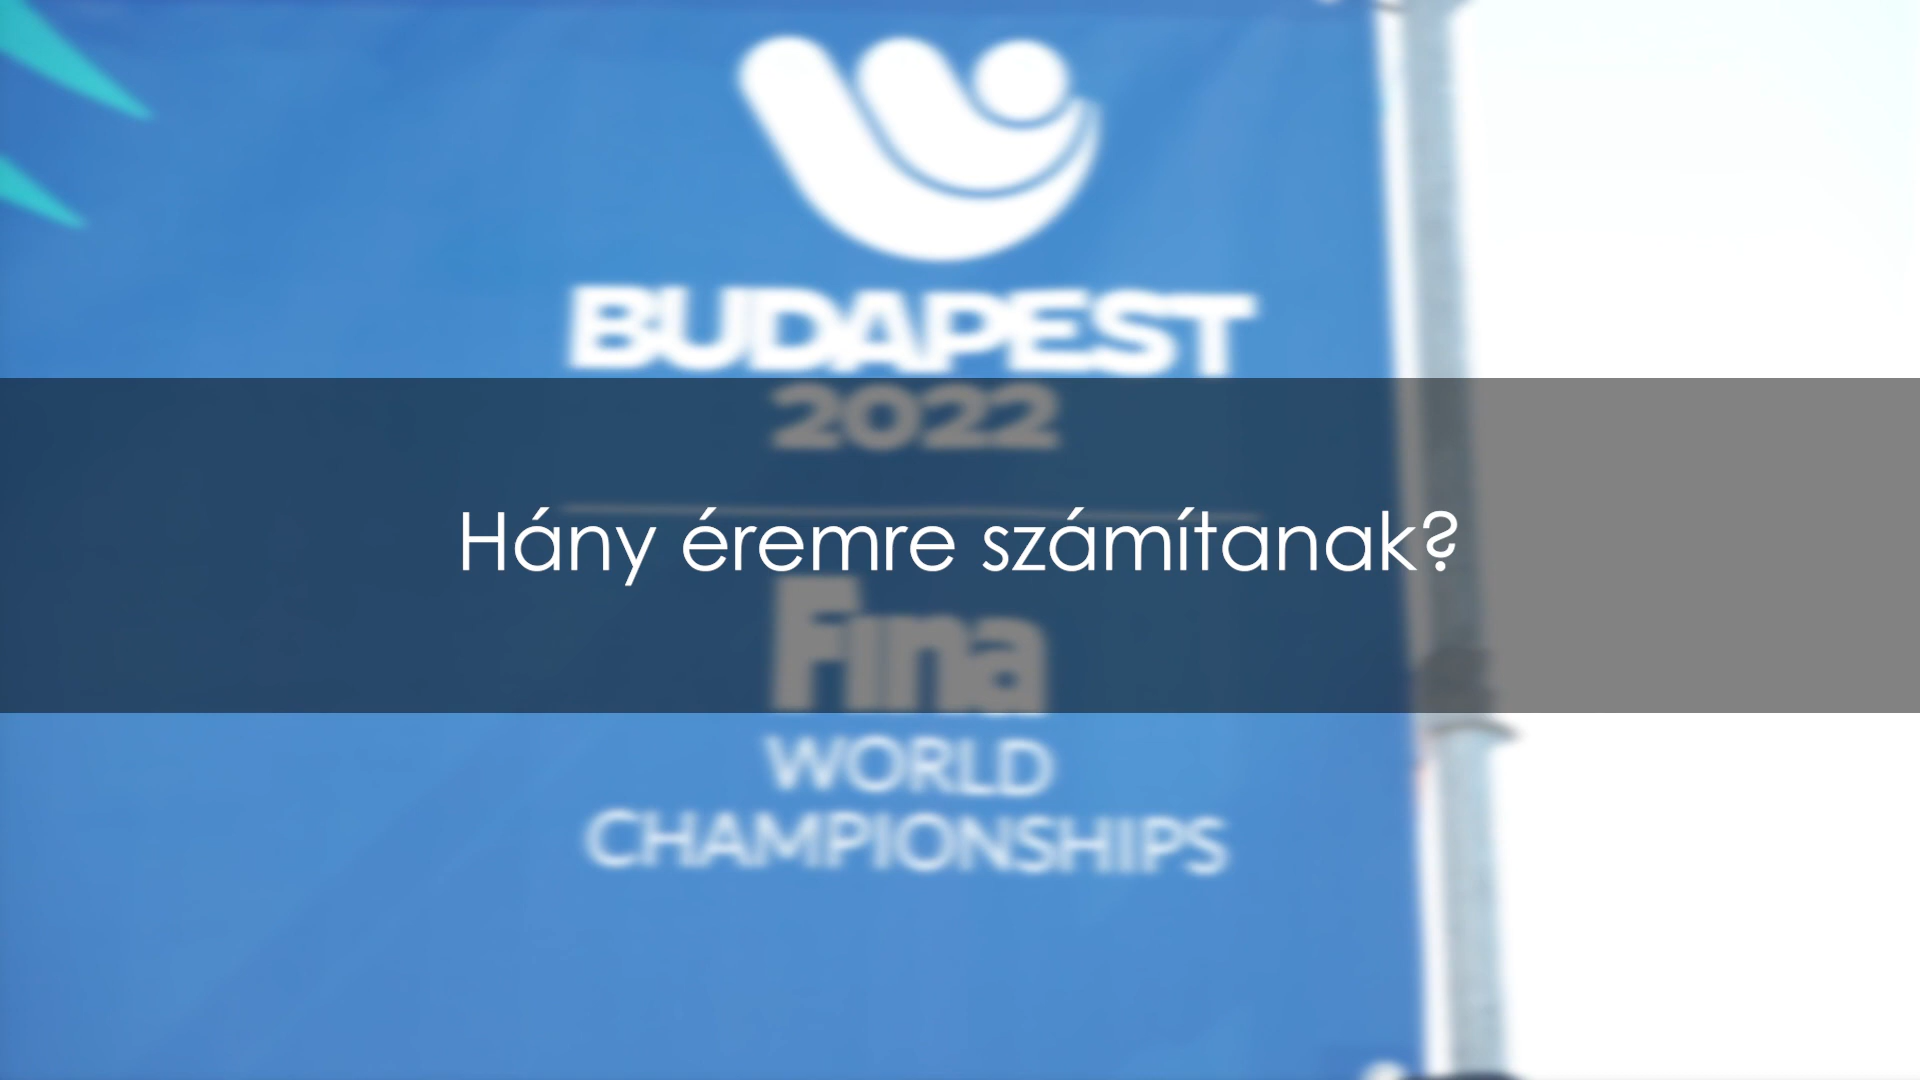 BUDAPEST
2022
Hány éremre számítanak?
Fina
WORLD
CHAMPIONSHIPS